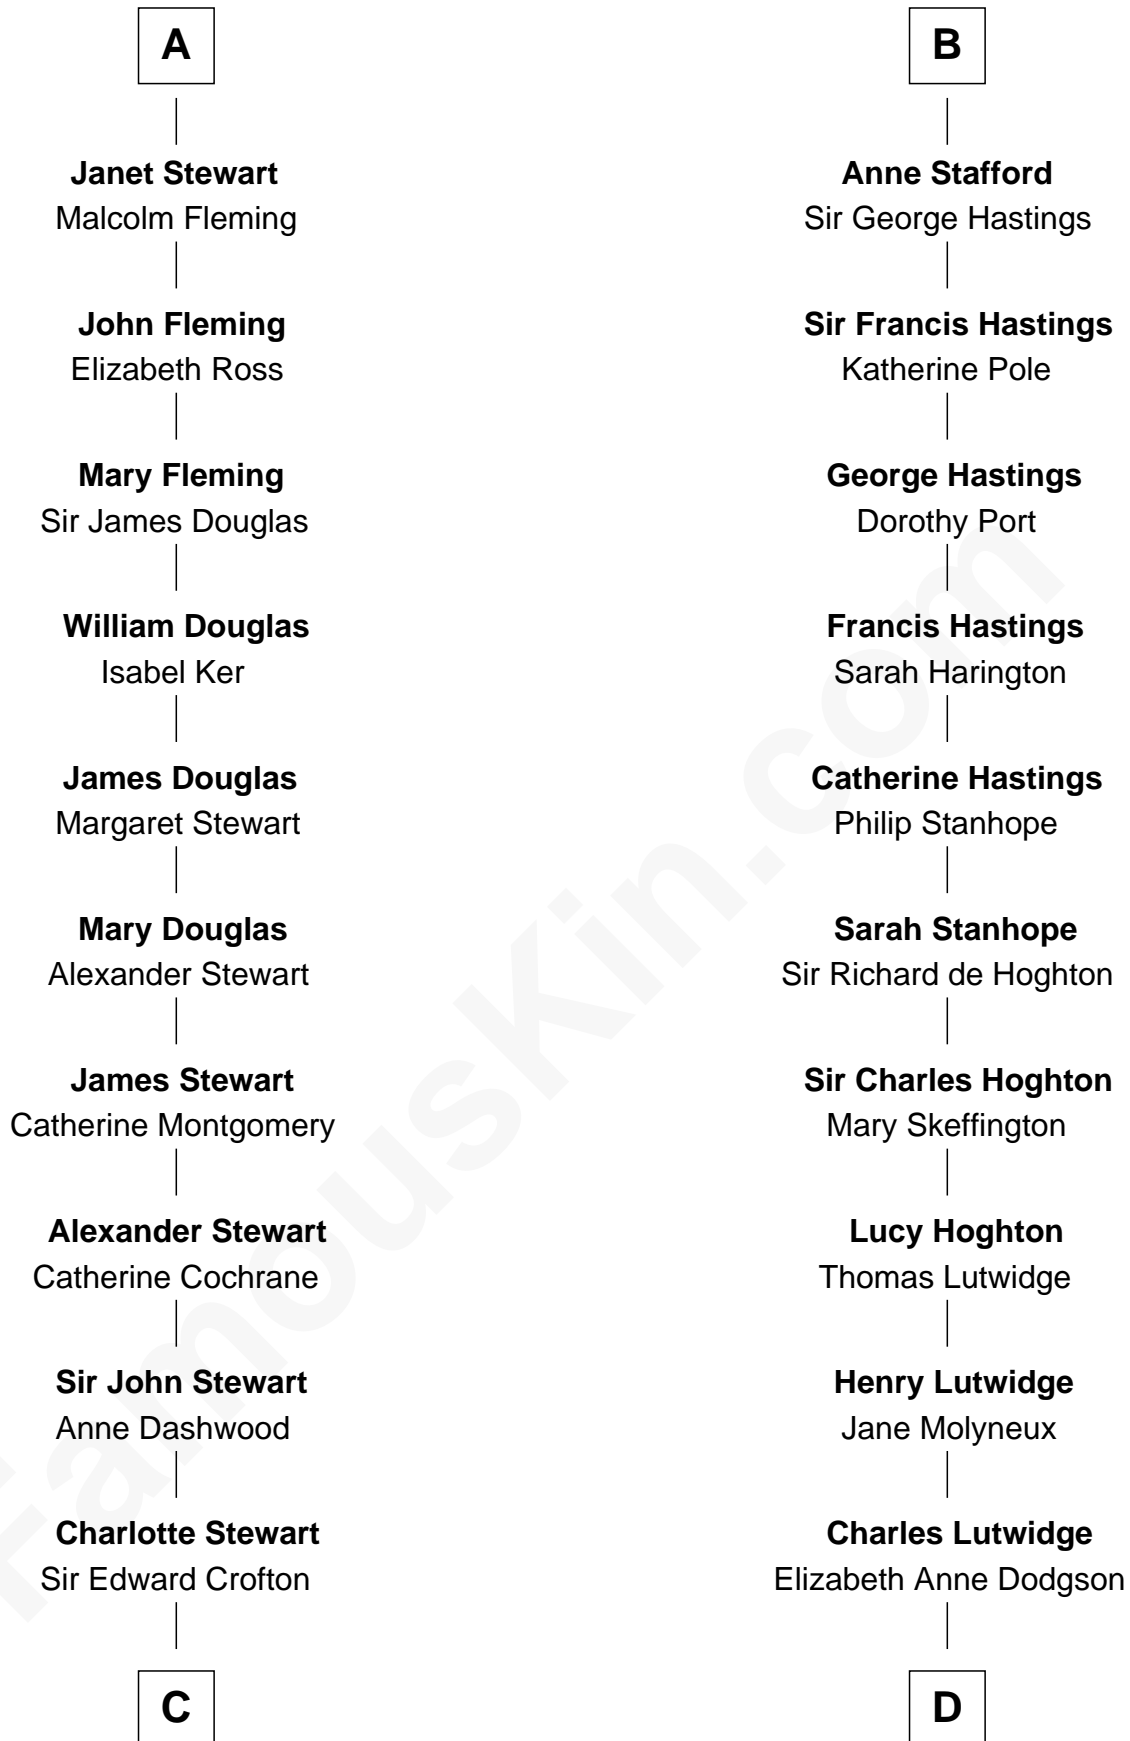 A
Janet Stewart
Malcolm Fleming
John Fleming
Elizabeth Ross
Mary Fleming
Sir James Douglas
William Douglas
Isabel Ker
James Douglas
Margaret Stewart
Mary Douglas
Alexander Stewart
James Stewart
Catherine Montgomery
Alexander Stewart
Catherine Cochrane
Sir John Stewart
Anne Dashwood
Charlotte Stewart
Sir Edward Crofton
C
B
Anne Stafford
Sir George Hastings
Sir Francis Hastings
Katherine Pole
George Hastings
Dorothy Port
Francis Hastings
Sarah Harington
Catherine Hastings
Philip Stanhope
Sarah Stanhope
Sir Richard de Hoghton
Sir Charles Hoghton
Mary Skeffington
Lucy Hoghton
Thomas Lutwidge
Henry Lutwidge
Jane Molyneux
Charles Lutwidge
Elizabeth Anne Dodgson
D
FamousKin.com